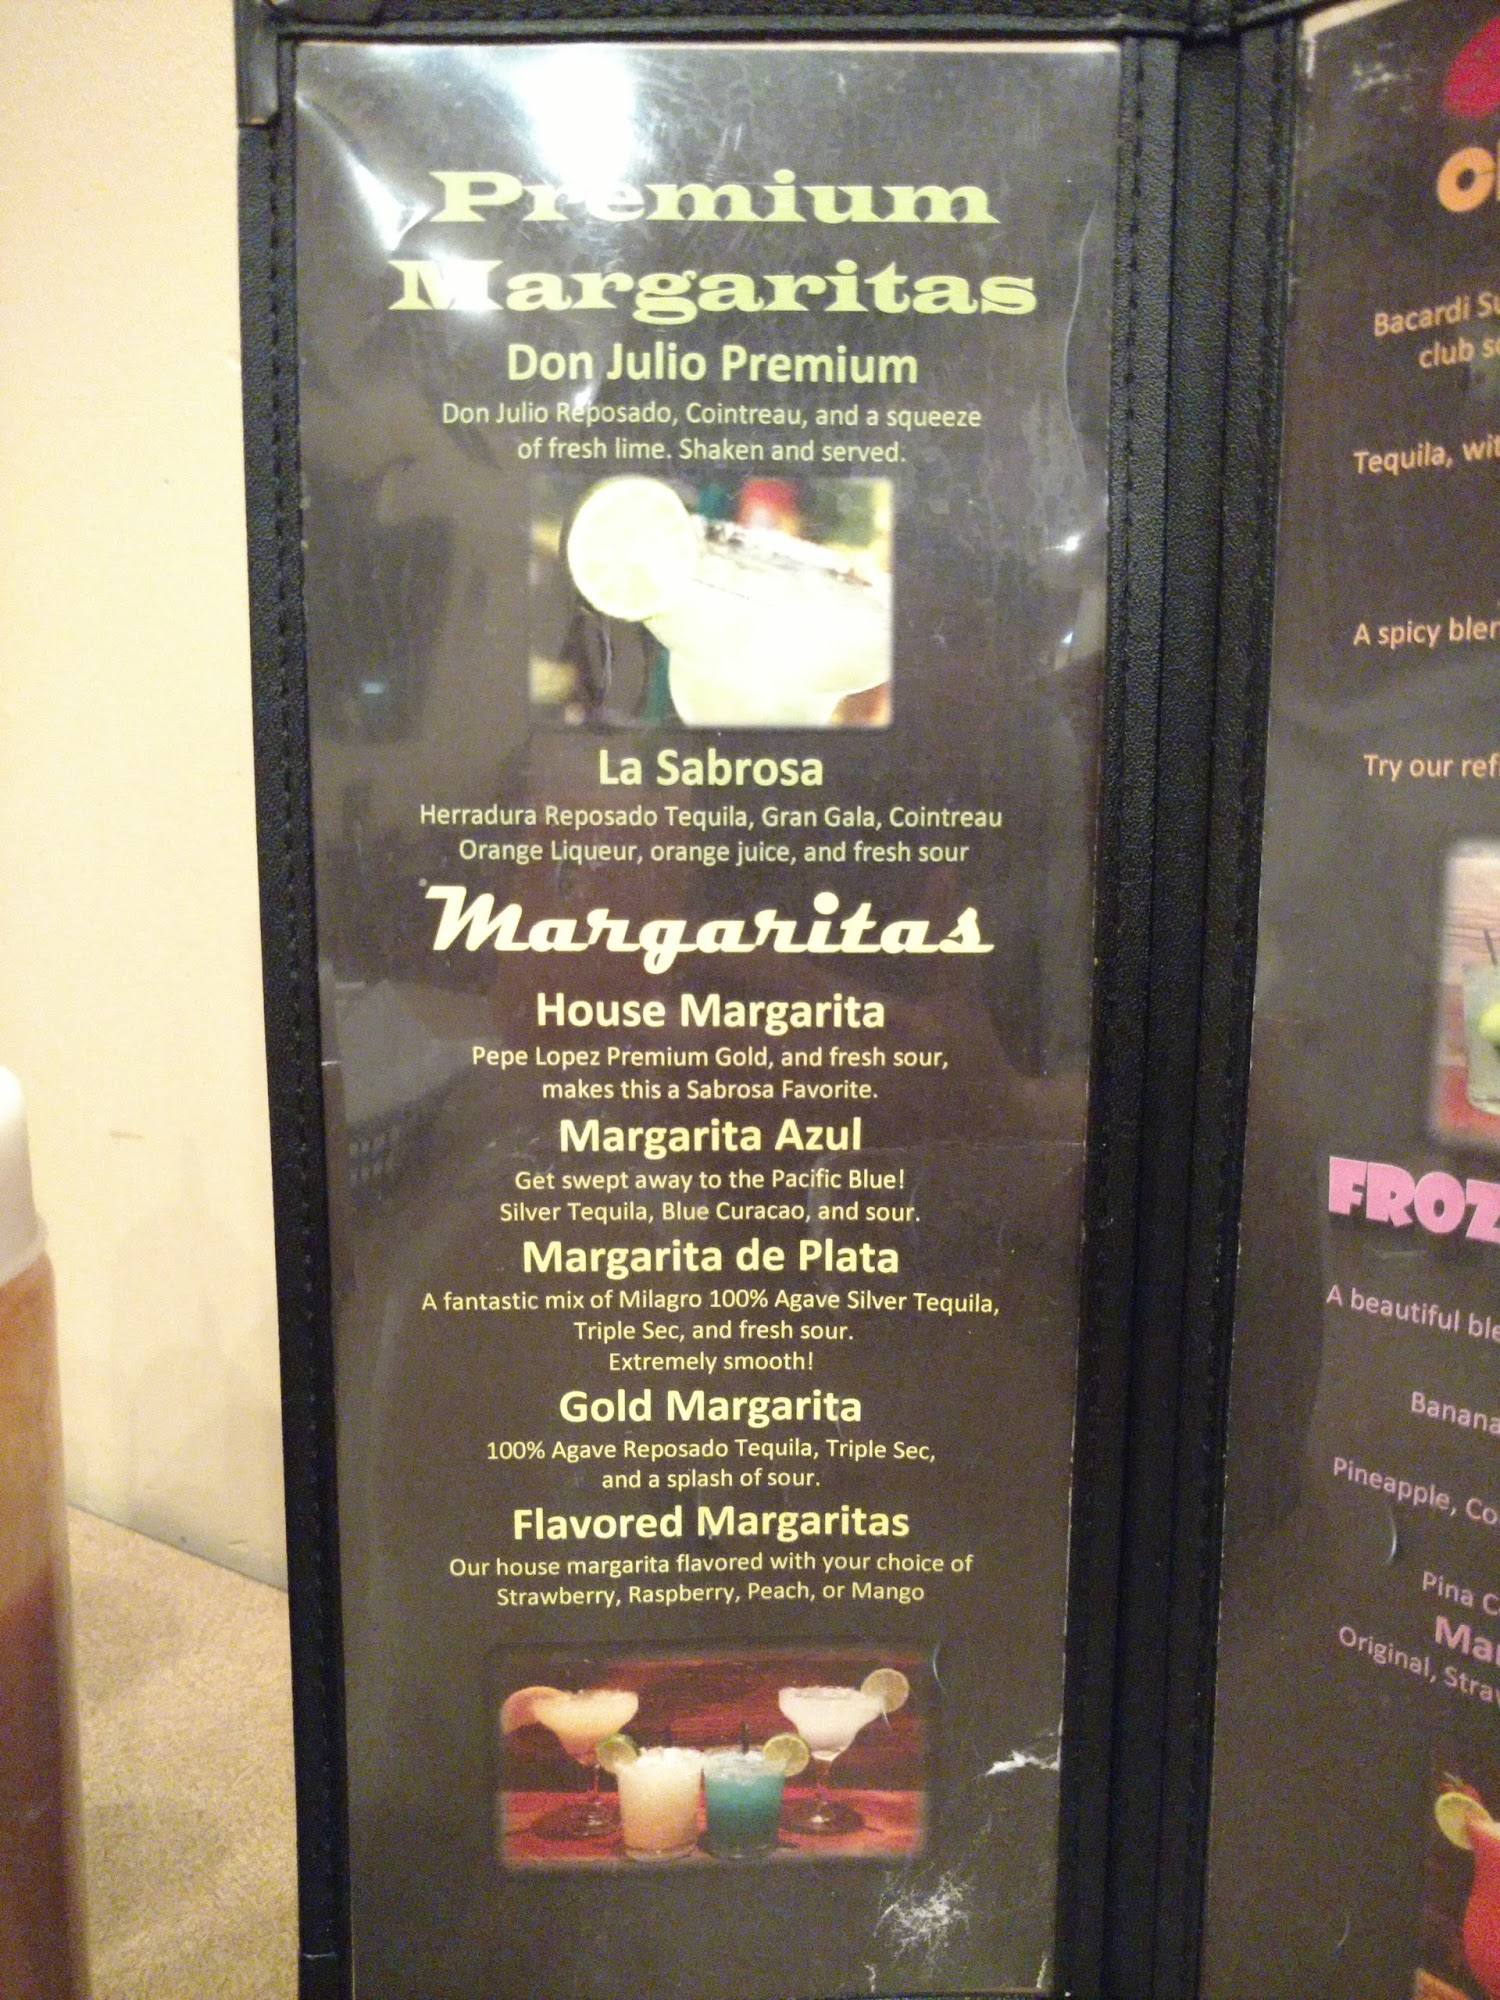 Premium
Margaritas
Don Julio Premium
Don Julio Reposado, Cointreau, and a squeeze
of fresh lime. Shaken and served.
La Sabrosa
Herradura Reposado Tequila, Gran Gala, Cointreau
Orange Liqueur, orange juice, and fresh sour
Margaritas
House Margarita
Pepe Lopez Premium Gold, and fresh sour,
makes this a Sabrosa Favorite.
Margarita Azul
Get swept away to the Pacific Blue!
Silver Tequila, Blue Curacao, and sour.
Margarita de Plata
A fantastic mix of Milagro 100% Agave Silver Tequila,
Triple Sec, and fresh sour.
Extremely smooth!
Gold Margarita
100% Agave Reposado Tequila, Triple Sec,
and a splash of sour.
Flavored Margaritas
Our house margarita flavored with your choice of
Strawberry, Raspberry, Peach, or Mango
Bacardi
club
Tequila,
A spicy
Try our
A beautiful
Banana
Pineapple,
Pina
Original,